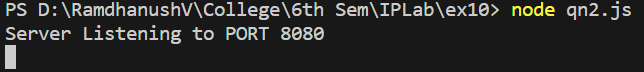 PS D:\RamdhanushV\College\6th Sem\IPLab\ex10> node qn2.js
Server Listening to PORT 8080